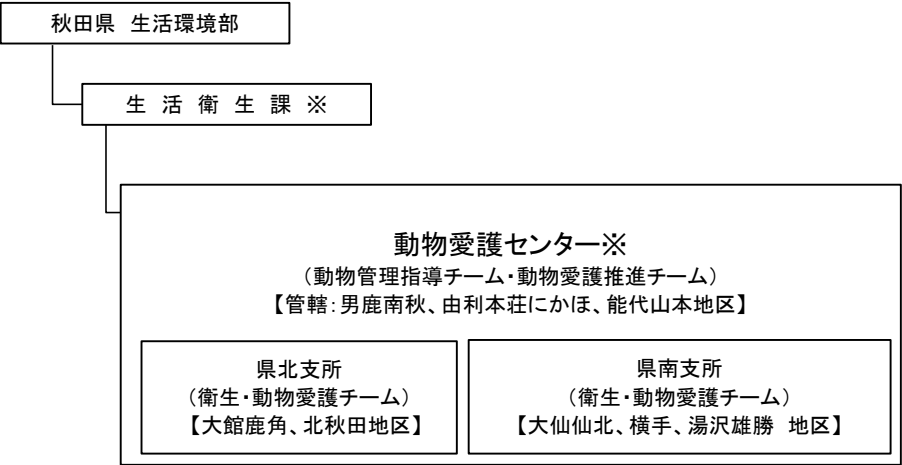 秋田県 生活環境部
生 活 衛 生 課 ※
動物愛護センター※
（動物管理指導チーム・動物愛護推進チーム）
【管轄：男鹿南秋、由利本荘にかほ、能代山本地区】
県北支所
（衛生・動物愛護チーム）
【大館鹿角、北秋田地区】
県南支所
（衛生・動物愛護チーム）
【大仙仙北、横手、湯沢雄勝 地区】